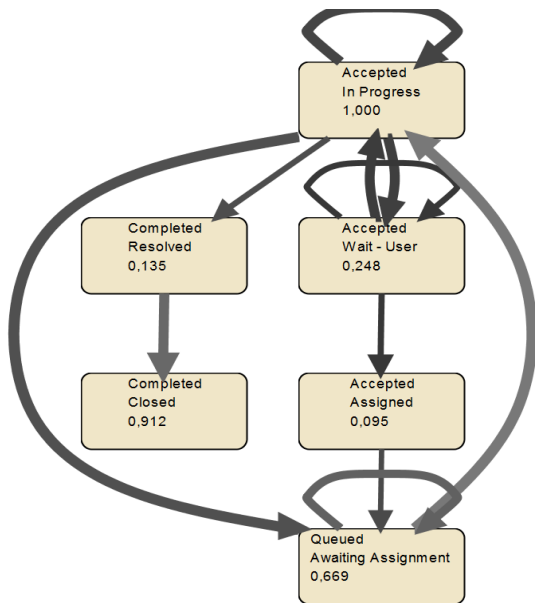 Accepted
In Progress
1,000
Completed
Resolved
0,135
Accepted
Wait - User
0,248
Completed
Closed
0,912
Accepted
Assigned
0,095
Queued
Awaiting Assignment
0,669